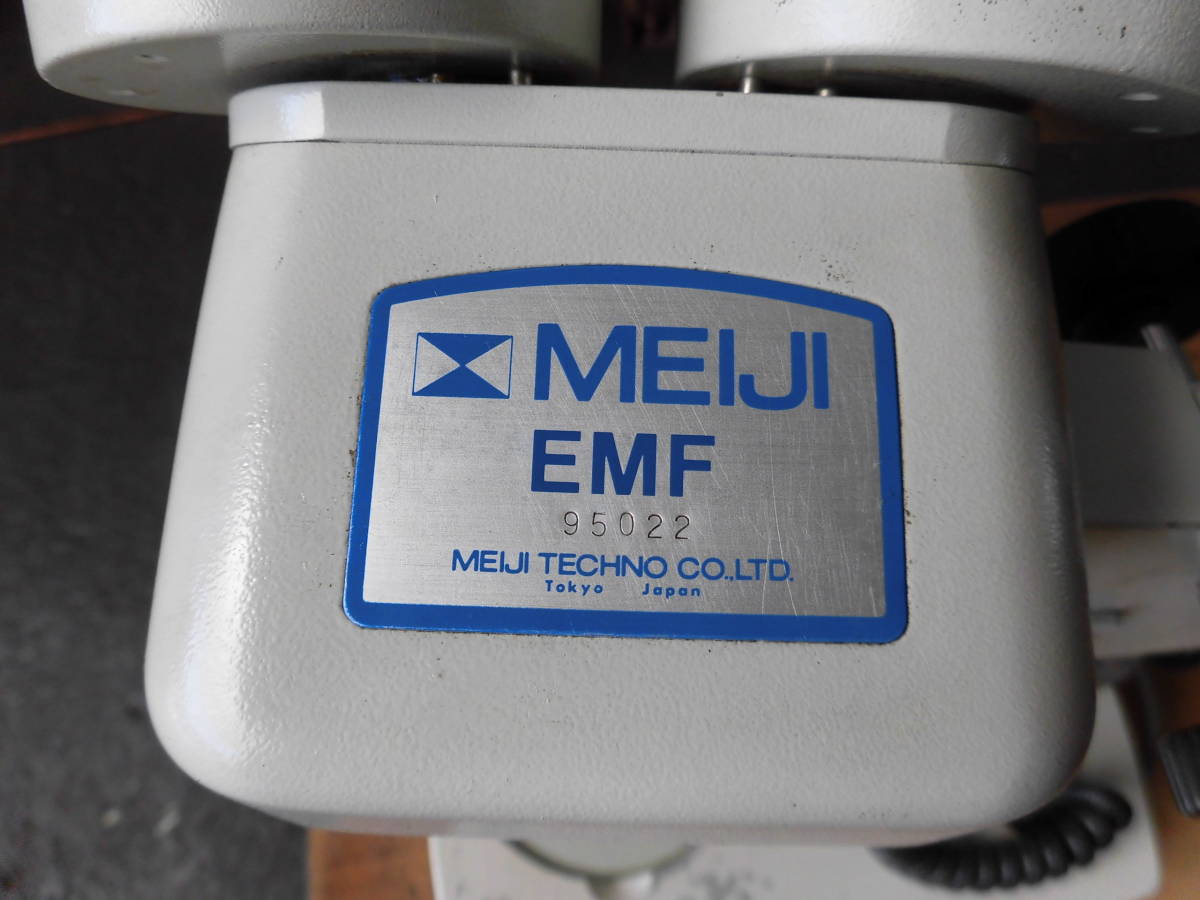 MEIJI
EMF
95022
MEIJI TECHNO CO.,LTD.
Tokyo Japan